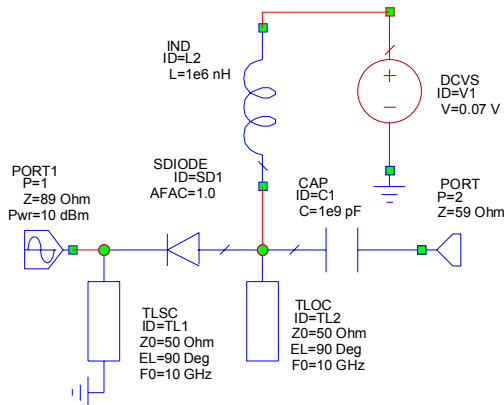 IND
ID=L2
L=1e6 nH
DCVS
ID=V1
V=0.07 V
+
−
PORT1
P=1
Z=89 Ohm
Pwr=10 dBm
SDIODE
ID=SD1
AFAC=1.0
CAP
ID=C1
C=1e9 pF
PORT
P=2
Z=59 Ohm
TLSC
ID=TL1
Z0=50 Ohm
EL=90 Deg
F0=10 GHz
TLOC
ID=TL2
Z0=50 Ohm
EL=90 Deg
F0=10 GHz